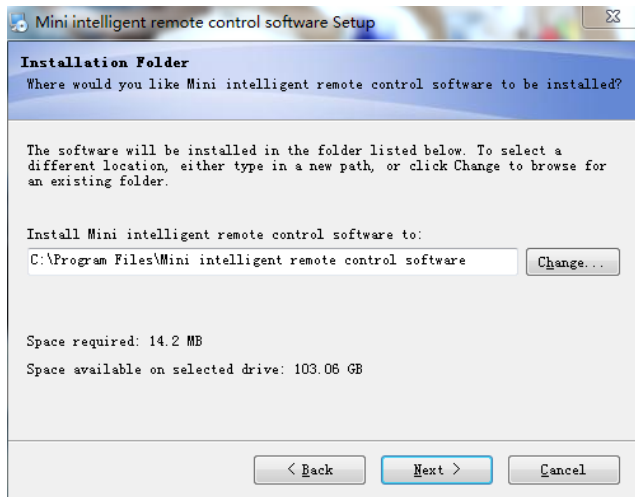 Mini intelligent remote control software Setup
Installation Folder
Where would you like Mini intelligent remote control software to be installed?
The software will be installed in the folder listed below. To select a
different location, either type in a new path, or click Change to browse for
an existing folder.
Install Mini intelligent remote control software to:
C:\Program Files\Mini intelligent remote control software
Change...
Space required: 14.2 MB
Space available on selected drive: 103.06 GB
< Back
Next >
Cancel